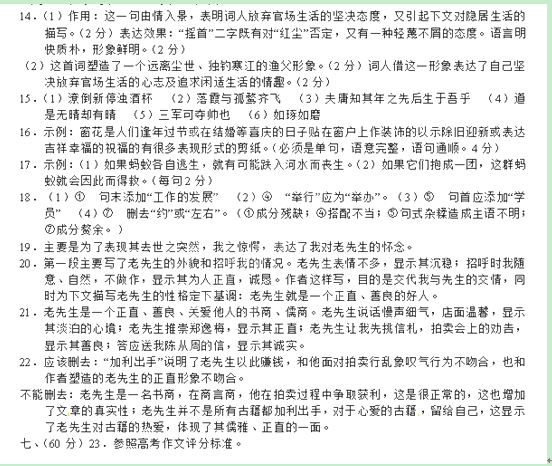 14．（1）作用：这一句由情入景，表明词人放弃官场生活的坚决态度，又引起下文对隐居生活的
描写。（2 分）表达效果：“摇首”二字既有对“红尘”否定，又有一种轻蔑不屑的态度。语言明
快质朴，形象鲜明。（2 分）
（2）这首词塑造了一个远离尘世、独钓寒江的渔父形象。（2 分）词人借这一形象表达了自己坚
决放弃官场生活的心志及追求闲适生活的情趣。（2 分）
15．（1）潦倒新停浊酒杯 （2）落霞与孤鹜齐飞 （3）夫庸知其年之先后生于吾乎 （4）道
是无晴却有晴 （5）三军可夺帅也 （6）如琢如磨
16．示例：窗花是人们逢年过节或在结婚等喜庆的日子贴在窗户上作装饰的以示除旧迎新或表达
吉祥幸福的祝福的有很多表现形式的剪纸。（必须是单句，语意完整，语句通顺。4 分）
17．示例：（1）如果蚂蚁各自逃生，就有可能跌入河水而丧生。（2）如果它们抱成一团，这群蚂
蚁就会因此而得救。（每句 2 分）
18．（1）① 句末添加“工作的发展” （2）④ “举行”应为“举办”。（3）⑤ 句首应添加“学
员” （4）⑦ 删去“约”或“左右”。（①成分残缺；④搭配不当；⑤句式杂糅造成主语不明；
⑦成分赘余。）
19．主要是为了表现其去世之突然，我之惊愕，表达了我对老先生的怀念。
20．第一段主要写了老先生的外貌和招呼我的情况。老先生表情不多，显示其沉稳；招呼时我随
意、自然，不做作，显示其为人正直，诚恳。作者这样写，目的是交代我与先生的交情，同
时为下文描写老先生的性格定下基调：老先生就是一个正直、善良的好人。
21．老先生是一个正直、善良、关爱他人的书商、儒商。老先生说话慢声细气，店面温馨，显示
其淡泊的心境；老先生推崇郑逸梅，显示其正直；老先生让我先挑信札，拍卖会上的劝告，
显示其善良；答应送我陈从周的信，显示其诚实。
22．应该删去：“加利出手”说明了老先生以此赚钱，和他面对拍卖行乱象叹气行为不吻合，也和
作者塑造的老先生的正直形象不吻合。
不能删去：老先生是一名书商，在商言商，他在拍卖过程中争取获利，这是很正常的，这也增加
了文章的真实性；老先生并不是所有古籍都加利出手，对于心爱的古籍，留给自己，这显示
了老先生对古籍的热爱，体现了其儒雅、正直的一面。
七、（60 分）23．参照高考作文评分标准。